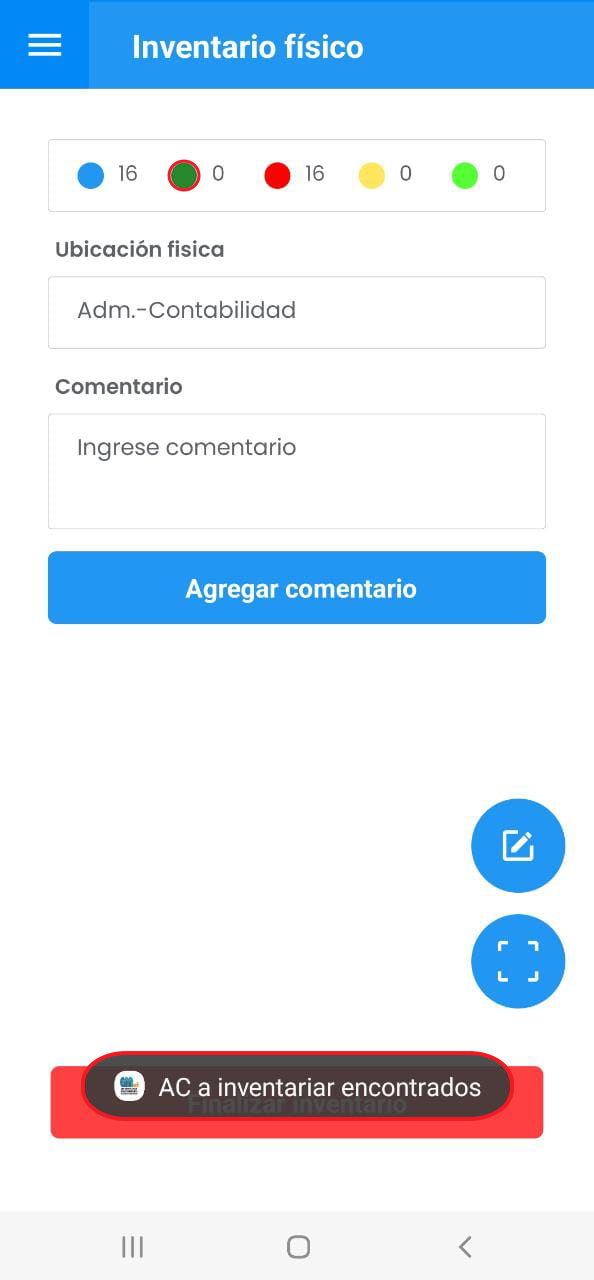 Inventario físico
16 0 16 0 0
Ubicación fisica
Adm.-Contabilidad
Comentario
Ingrese comentario
Agregar comentario
AC a inventariar encontrados
Finalizar inventario